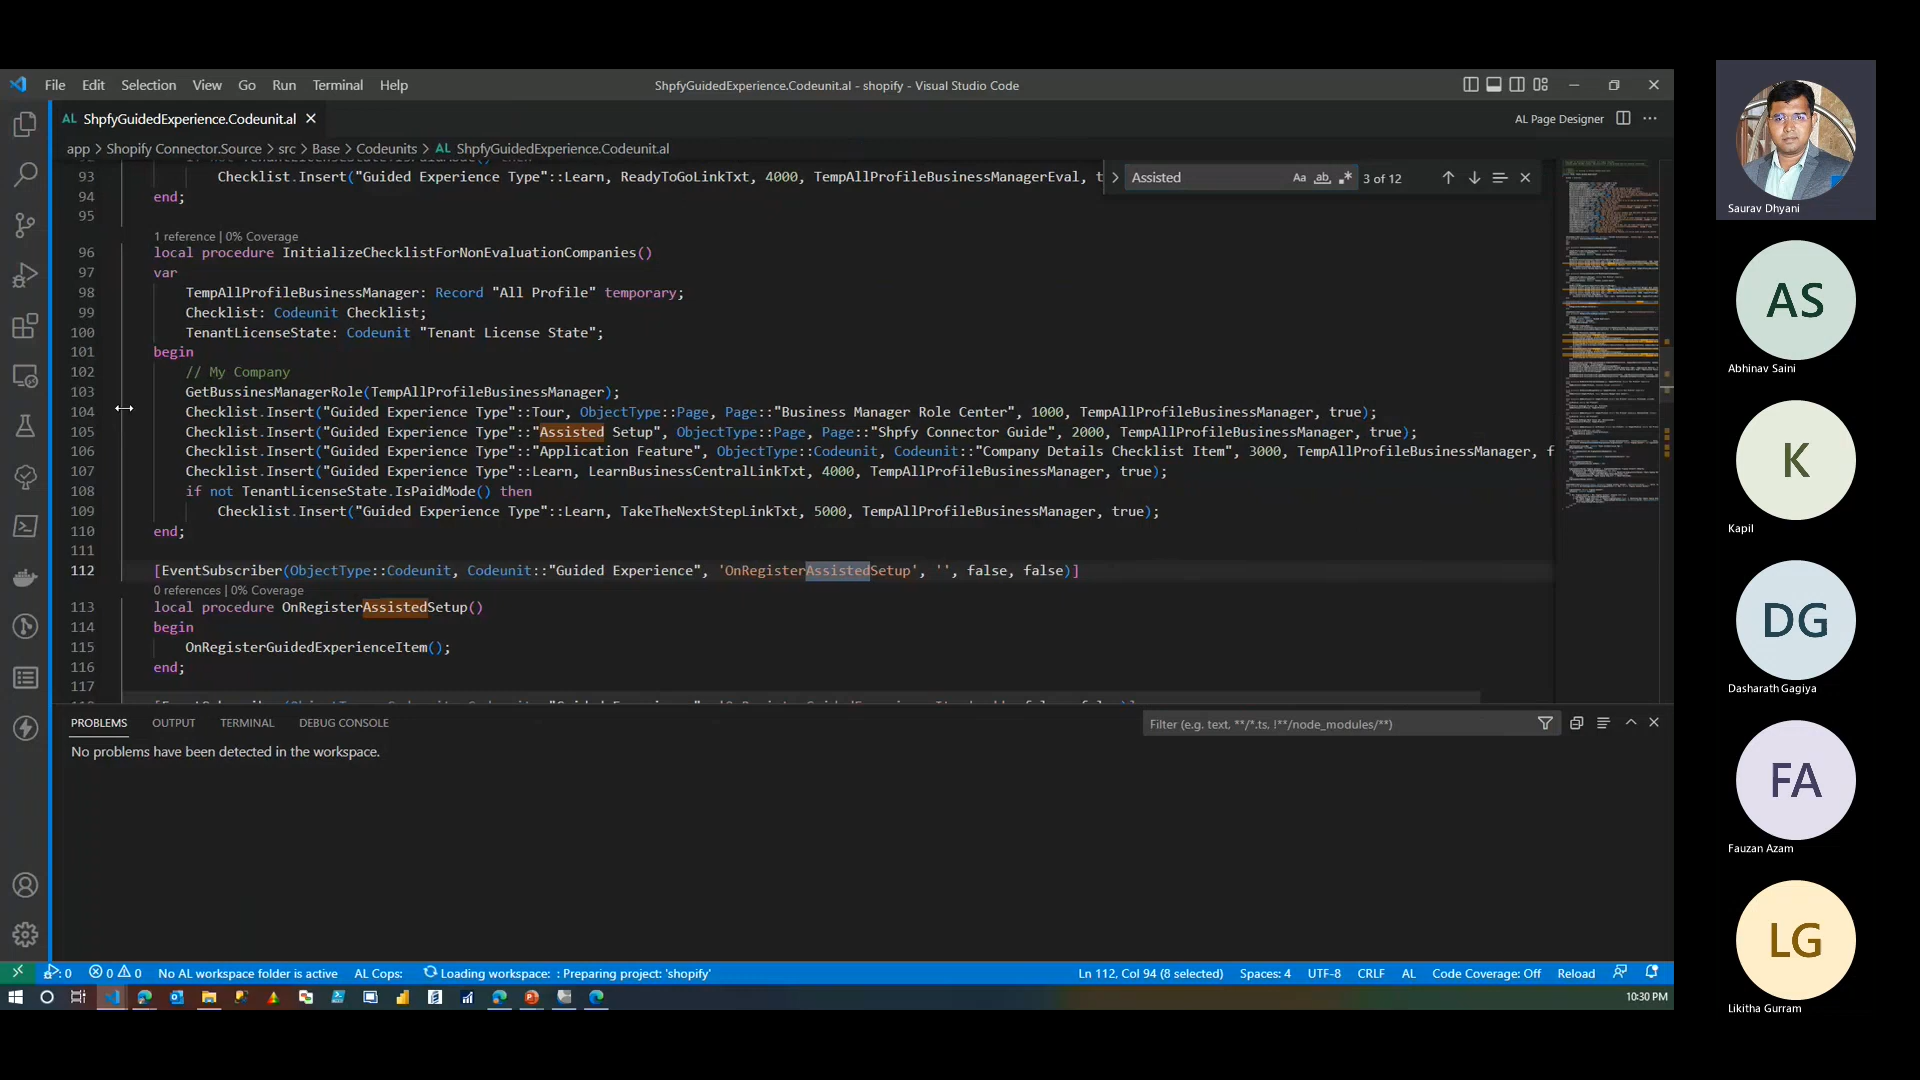 File Edit Selection View Go Run Terminal Help
ShpfyGuidedExperience.Codeunit.al - shopify - Visual Studio Code
AL ShpfyGuidedExperience.Codeunit.al
AL Page Designer
app > Shopify Connector.Source > src > Base > Codeunits > AL ShpfyGuidedExperience.Codeunit.al
Assisted
Aa ab 3 of 12
93 Checklist.Insert("Guided Experience Type"::Learn, ReadyToGoLinkTxt, 4000, TempAllProfileBusinessManagerEval, t
94 end;
95
1 reference | 0% Coverage
96 local procedure InitializeChecklistForNonEvaluationCompanies()
97 var
98 TempAllProfileBusinessManager: Record "All Profile" temporary;
99 Checklist: Codeunit Checklist;
100 TenantLicenseState: Codeunit "Tenant License State";
101 begin
102 // My Company
103 GetBussinesManagerRole(TempAllProfileBusinessManager);
104 Checklist.Insert("Guided Experience Type"::Tour, ObjectType::Page, Page::"Business Manager Role Center", 1000, TempAllProfileBusinessManager, true);
105 Checklist.Insert("Guided Experience Type"::"Assisted Setup", ObjectType::Page, Page::"Shpfy Connector Guide", 2000, TempAllProfileBusinessManager, true);
106 Checklist.Insert("Guided Experience Type"::"Application Feature", ObjectType::Codeunit, Codeunit::"Company Details Checklist Item", 3000, TempAllProfileBusinessManager, f
107 Checklist.Insert("Guided Experience Type"::Learn, LearnBusinessCentralLinkTxt, 4000, TempAllProfileBusinessManager, true);
108 if not TenantLicenseState.IsPaidMode() then
109 Checklist.Insert("Guided Experience Type"::Learn, TakeTheNextStepLinkTxt, 5000, TempAllProfileBusinessManager, true);
110 end;
111
112 [EventSubscriber(ObjectType::Codeunit, Codeunit::"Guided Experience", 'OnRegisterAssistedSetup', '', false, false)]
0 references | 0% Coverage
113 local procedure OnRegisterAssistedSetup()
114 begin
115 OnRegisterGuidedExperienceItem();
116 end;
117
PROBLEMS OUTPUT TERMINAL DEBUG CONSOLE
Filter (e.g. text, **/*.ts, !**/node_modules/**)
No problems have been detected in the workspace.
0 0 0 No AL workspace folder is active AL Cops: Loading workspace: : Preparing project: 'shopify'
Ln 112, Col 94 (8 selected) Spaces: 4 UTF-8 CRLF AL Code Coverage: Off Reload
10:30 PM
Saurav Dhyani
AS
Abhinav Saini
K
Kapil
DG
Dasharath Gagiya
FA
Fauzan Azam
LG
Likitha Gurram